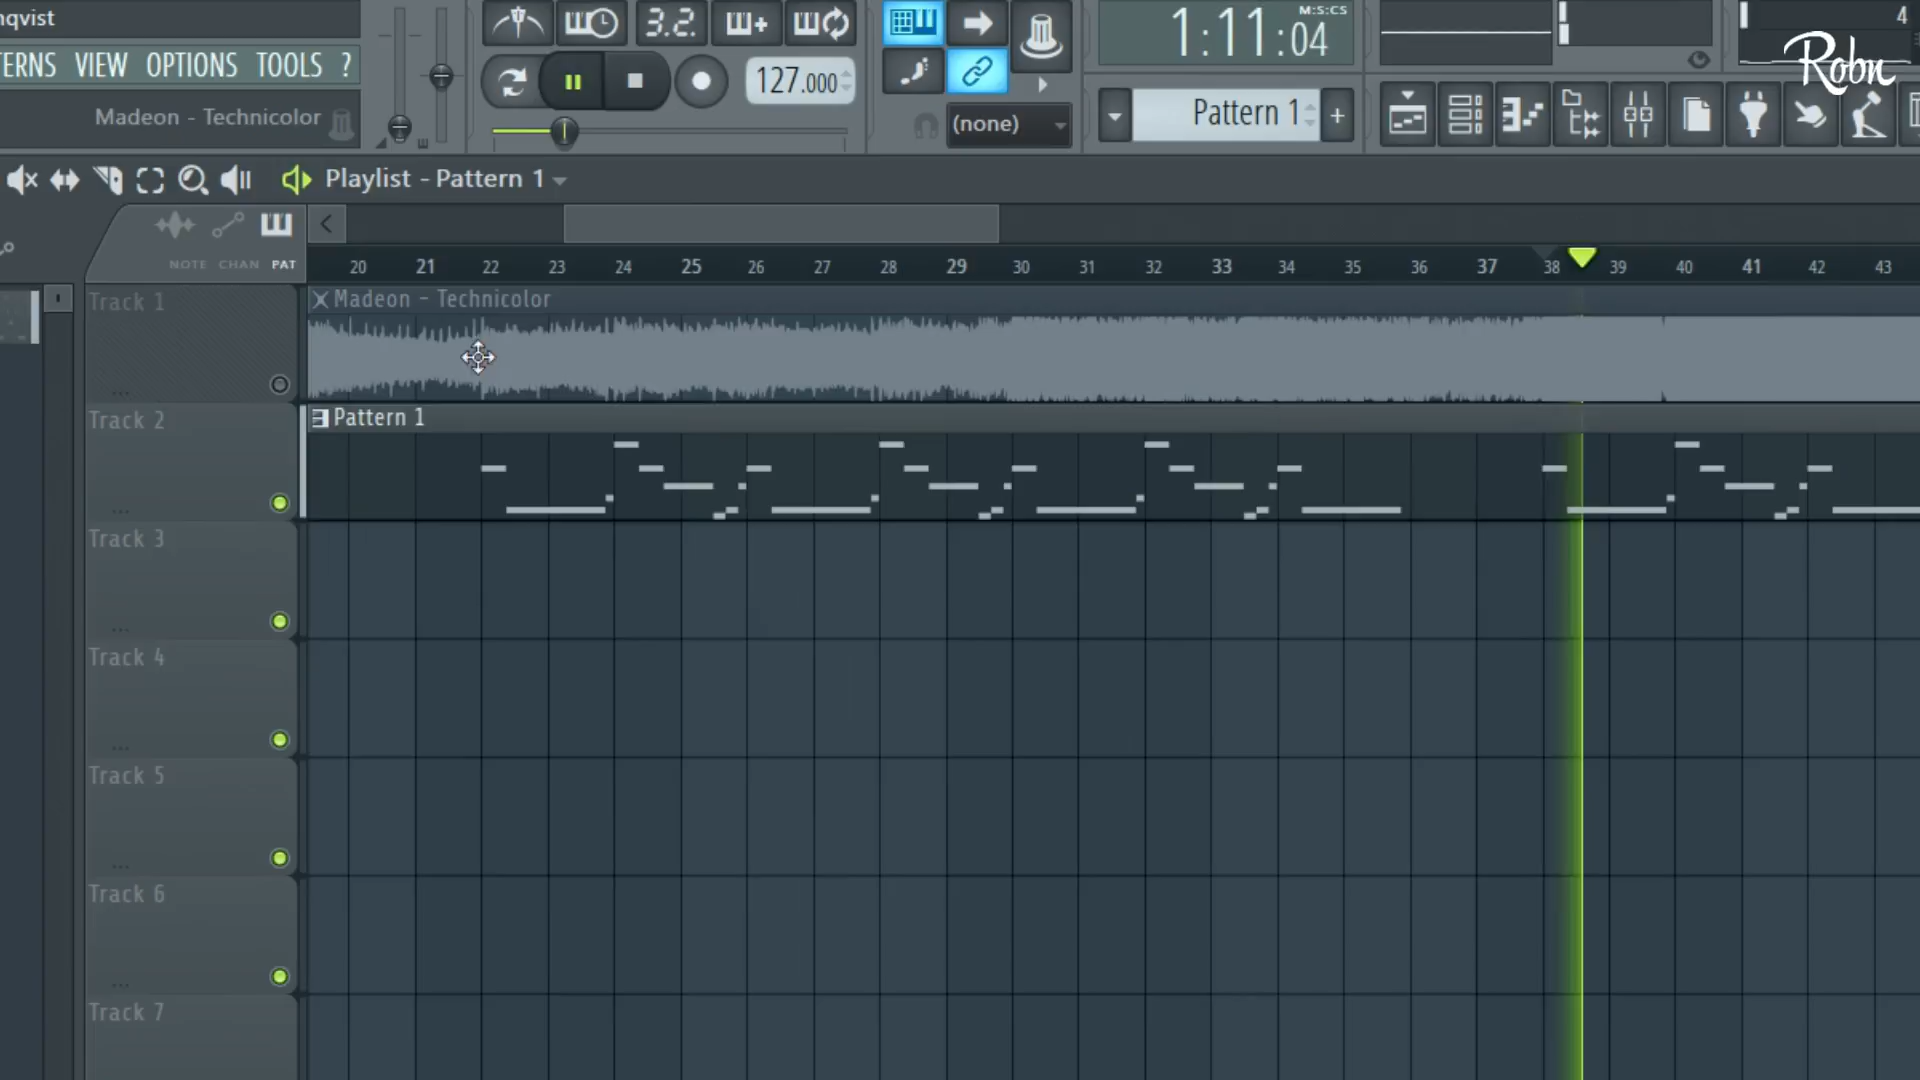 nqvist
TERNS VIEW OPTIONS TOOLS ?
Madeon - Technicolor
3.2.
127.000
(none)
M:S:CS
1:11:04
Pattern 1
+
4
Robn
Playlist - Pattern 1
NOTE CHAN PAT
20 21 22 23 24 25 26 27 28 29 30 31 32 33 34 35 36 37 38 39 40 41 42 43
Track 1
Madeon - Technicolor
Track 2
Pattern 1
Track 3
Track 4
Track 5
Track 6
Track 7